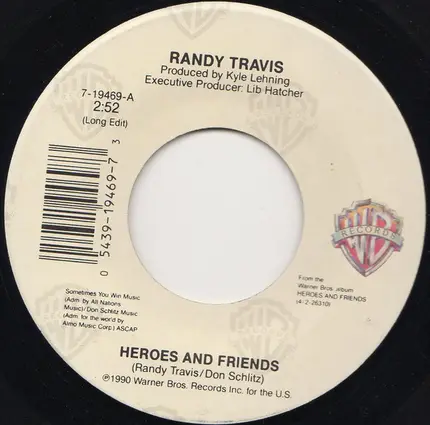 RANDY TRAVIS
Produced by Kyle Lehning
Executive Producer: Lib Hatcher
7-19469-A
2:52
(Long Edit)
0 5439-19469-7 3
WB
RECORDS
Sometimes You Win Music
(Adm. by All Nations
Music)/Don Schlitz Music
(Adm. for the world by
Almo Music Corp.) ASCAP
From the
Warner Bros. album
HEROES AND FRIENDS
(4/2-26310)
HEROES AND FRIENDS
(Randy Travis/Don Schlitz)
℗1990 Warner Bros. Records Inc. for the U.S.